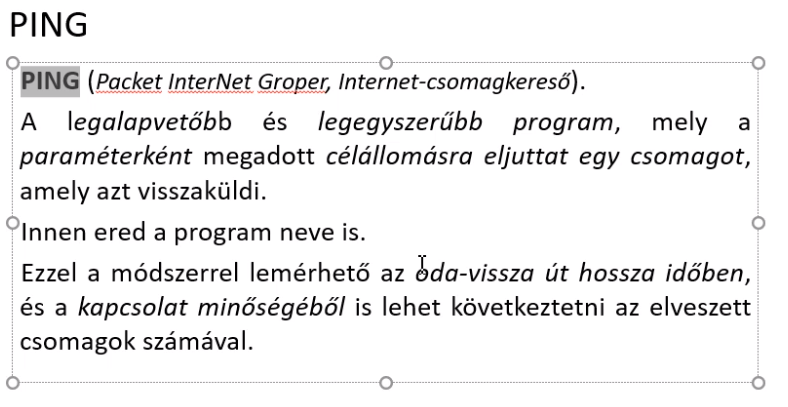 PING
PING (Packet InterNet Groper, Internet-csomagkereső).
A legalapvetőbb és legegyszerűbb program, mely a
paraméterként megadott célállomásra eljuttat egy csomagot,
amely azt visszaküldi.
Innen ered a program neve is.
Ezzel a módszerrel lemérhető az oda-vissza út hossza időben,
és a kapcsolat minőségéből is lehet következtetni az elveszett
csomagok számával.